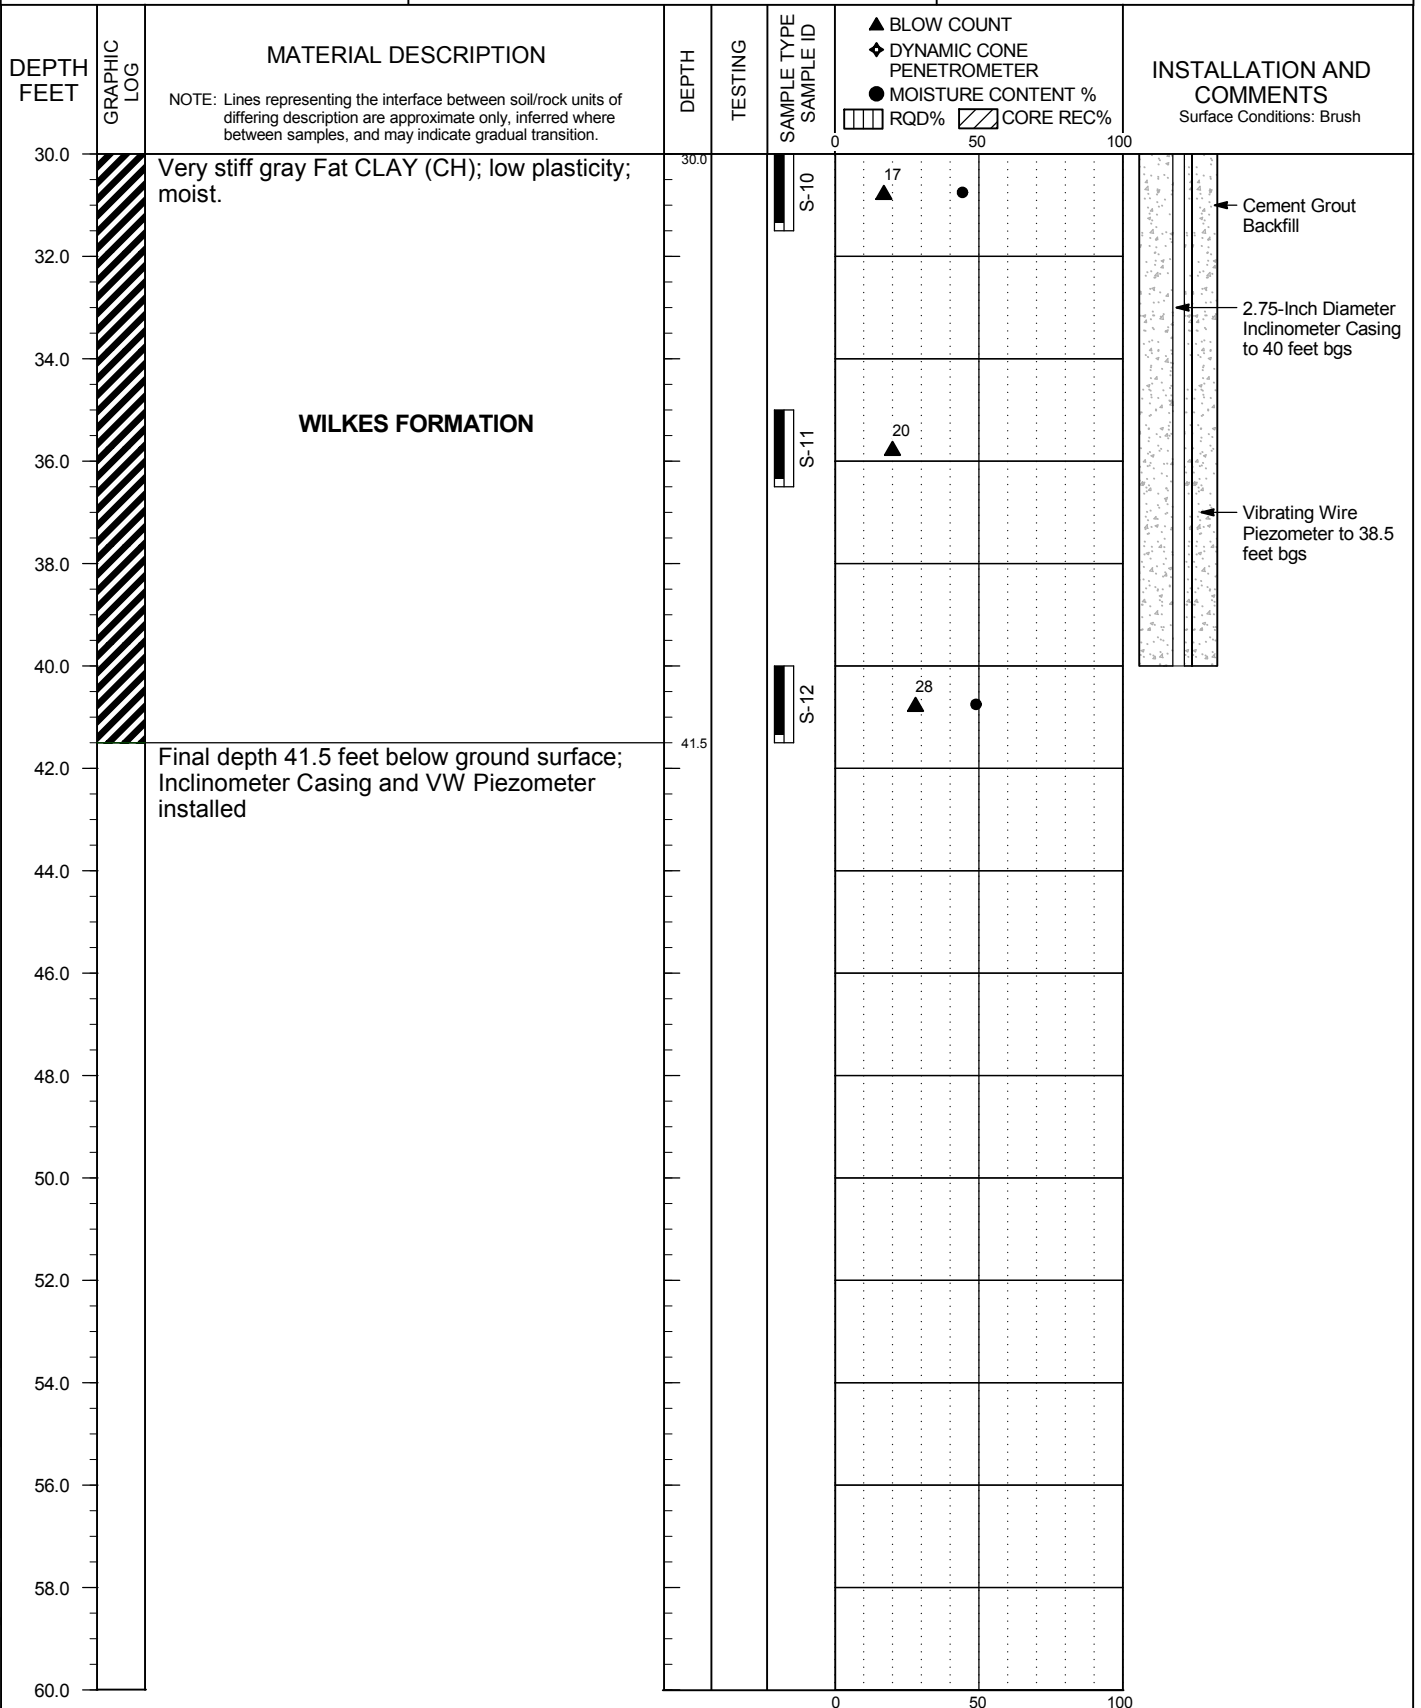 DEPTH
FEET
GRAPHIC
LOG
MATERIAL DESCRIPTION
NOTE: Lines representing the interface between soil/rock units of
differing description are approximate only, inferred where
between samples, and may indicate gradual transition.
DEPTH
TESTING
SAMPLE TYPE
SAMPLE ID
BLOW COUNT
DYNAMIC CONE
PENETROMETER
MOISTURE CONTENT %
RQD%
CORE REC%
INSTALLATION AND
COMMENTS
Surface Conditions: Brush
0 50 100
30.0
Very stiff gray Fat CLAY (CH); low plasticity;
moist.
30.0
S-10
17
Cement Grout
Backfill
32.0
2.75-Inch Diameter
Inclinometer Casing
to 40 feet bgs
34.0
WILKES FORMATION
S-11
20
36.0
Vibrating Wire
Piezometer to 38.5
feet bgs
38.0
40.0
S-12
28
41.5
Final depth 41.5 feet below ground surface;
Inclinometer Casing and VW Piezometer
installed
42.0
44.0
46.0
48.0
50.0
52.0
54.0
56.0
58.0
60.0
0 50 100